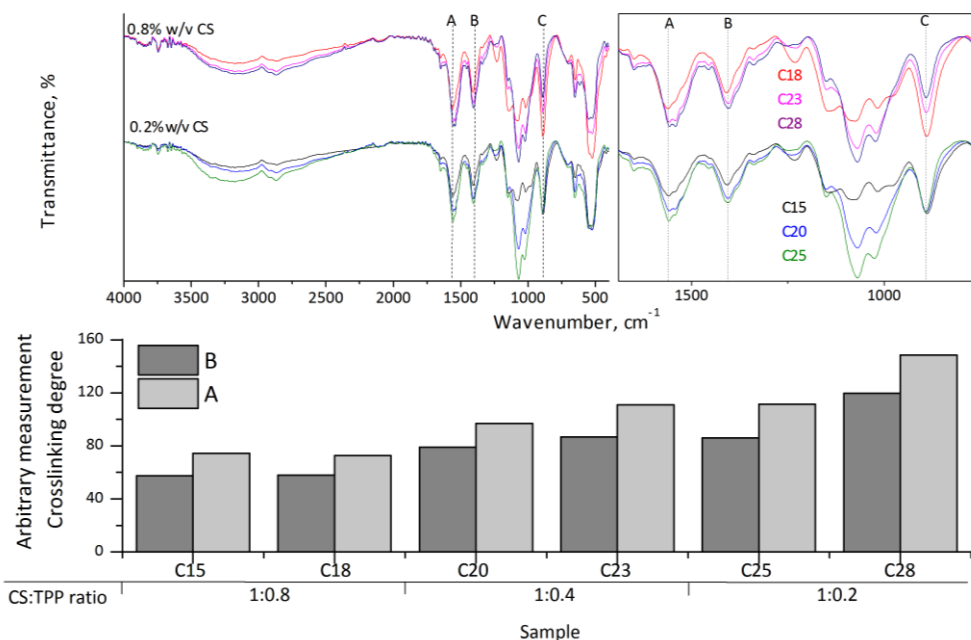 A B C
0.8% w/v CS
0.2% w/v CS
Transmittance, %
4000 3500 3000 2500 2000 1500 1000 500
A B C
C18
C23
C28
C15
C20
C25
1500 1000
Wavenumber, cm⁻¹
Arbitrary measurement
Crosslinking degree
160
120
80
40
0
B
A
C15 C18 C20 C23 C25 C28
CS:TPP ratio 1:0.8 1:0.4 1:0.2
Sample